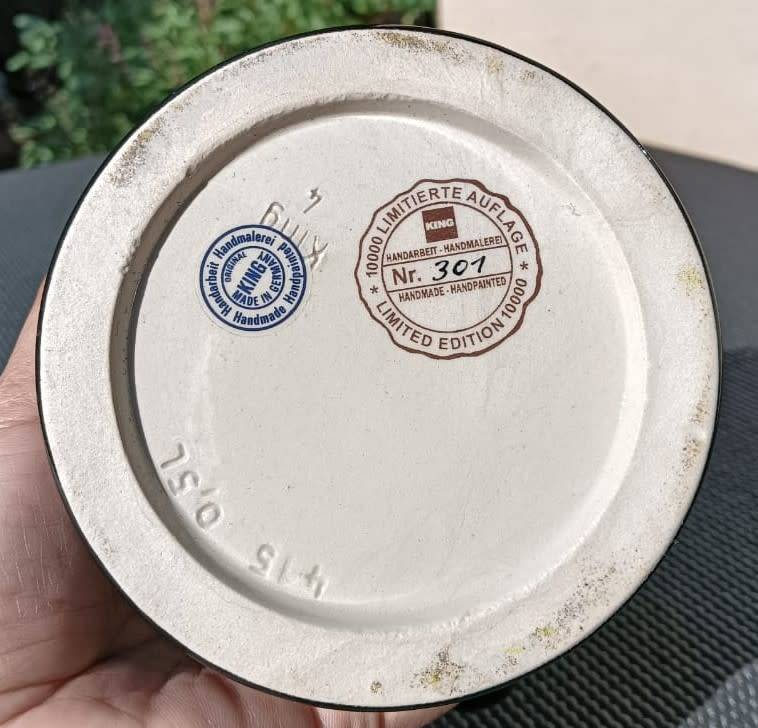 King
4
Handarbeit Handmalerei
Handmade Handpainted
ORIGINAL
KING
MADE IN GERMANY
10000 LIMITIERTE AUFLAGE
KING
HANDARBEIT - HANDMALEREI
Nr. 301
HANDMADE - HANDPAINTED
* LIMITED EDITION 10000 *
415 0,5L